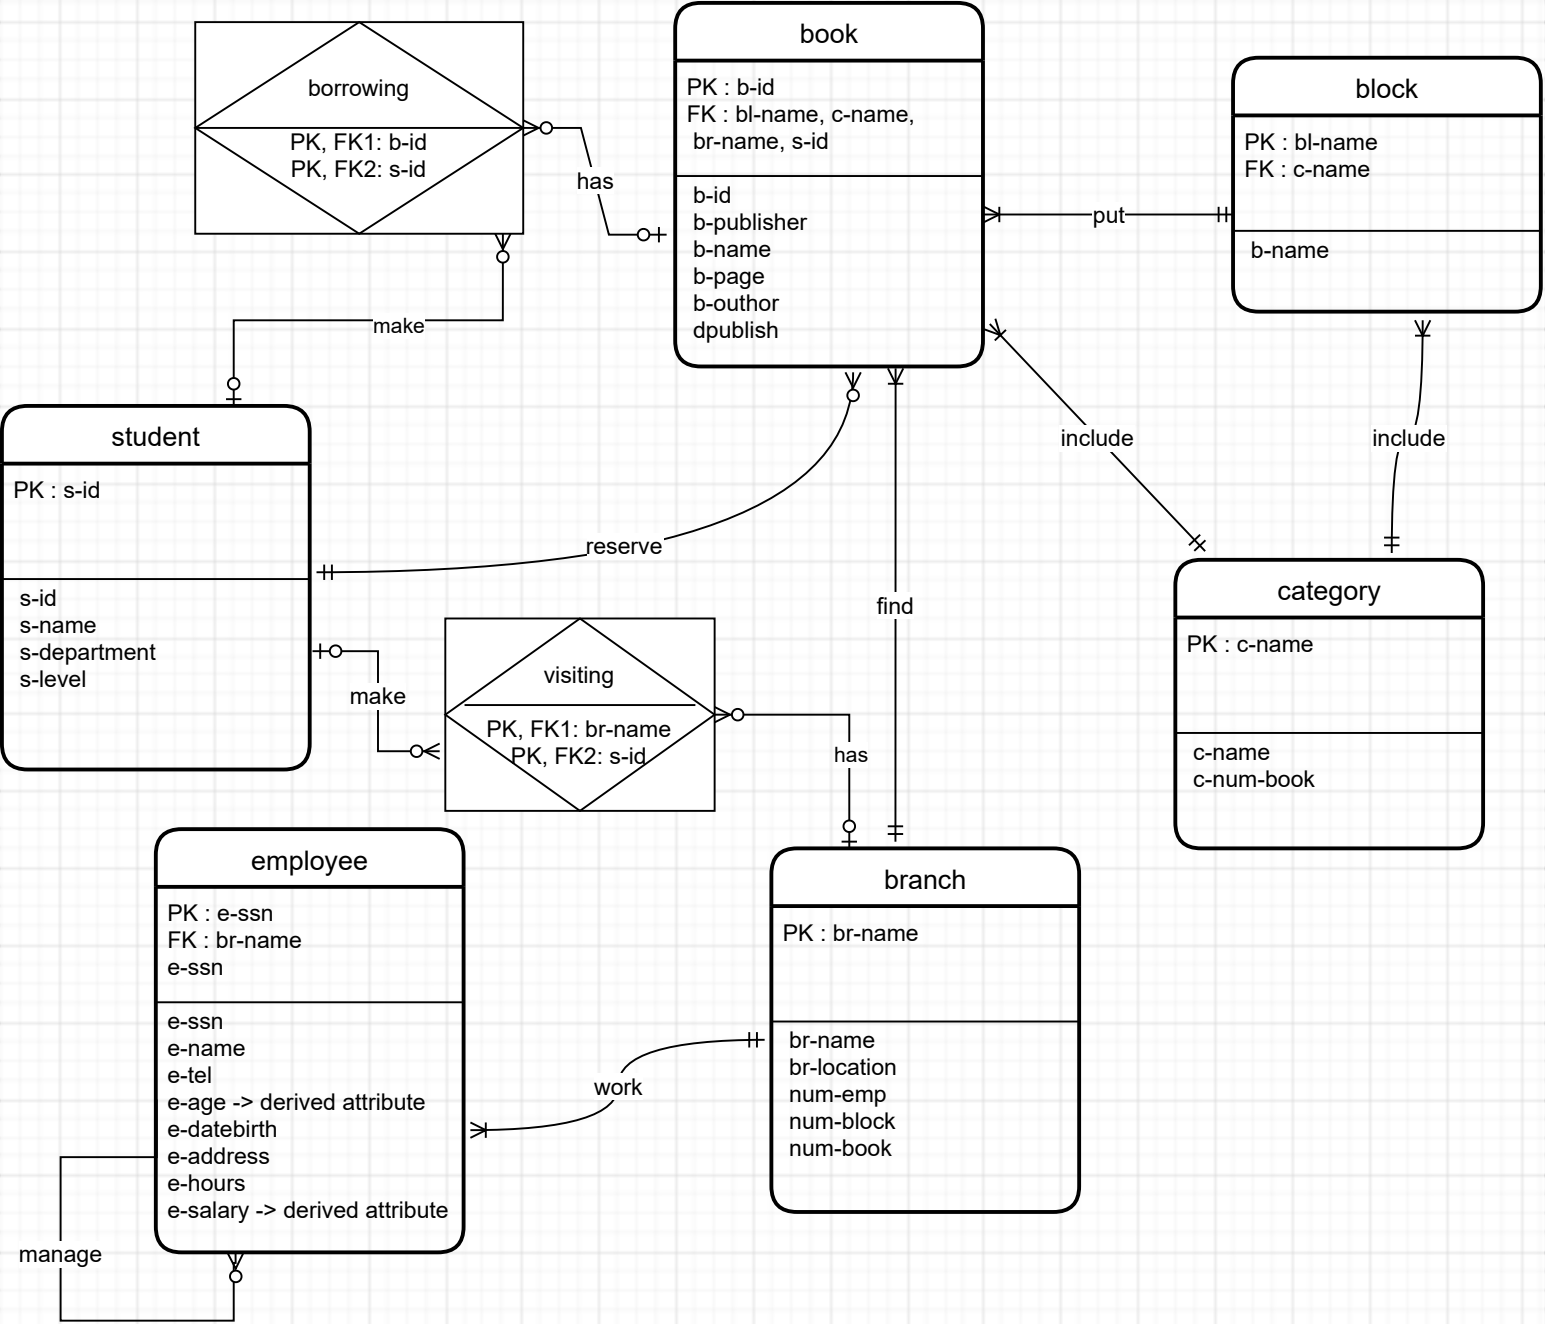 borrowing
PK, FK1: b-id
PK, FK2: s-id
has
make
book
PK : b-id
FK : bl-name, c-name,
br-name, s-id
b-id
b-publisher
b-name
b-page
b-outhor
dpublish
put
block
PK : bl-name
FK : c-name
b-name
include
include
student
PK : s-id
s-id
s-name
s-department
s-level
reserve
find
make
visiting
PK, FK1: br-name
PK, FK2: s-id
has
category
PK : c-name
c-name
c-num-book
employee
PK : e-ssn
FK : br-name
e-ssn
e-ssn
e-name
e-tel
e-age -> derived attribute
e-datebirth
e-address
e-hours
e-salary -> derived attribute
manage
work
branch
PK : br-name
br-name
br-location
num-emp
num-block
num-book